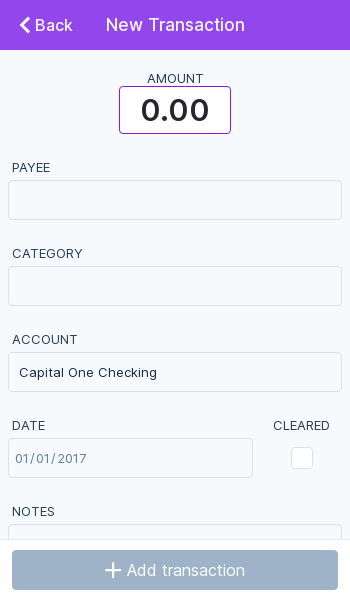 Back New Transaction
AMOUNT
0.00
PAYEE
CATEGORY
ACCOUNT
Capital One Checking
DATE CLEARED
01/01/2017
NOTES
Add transaction